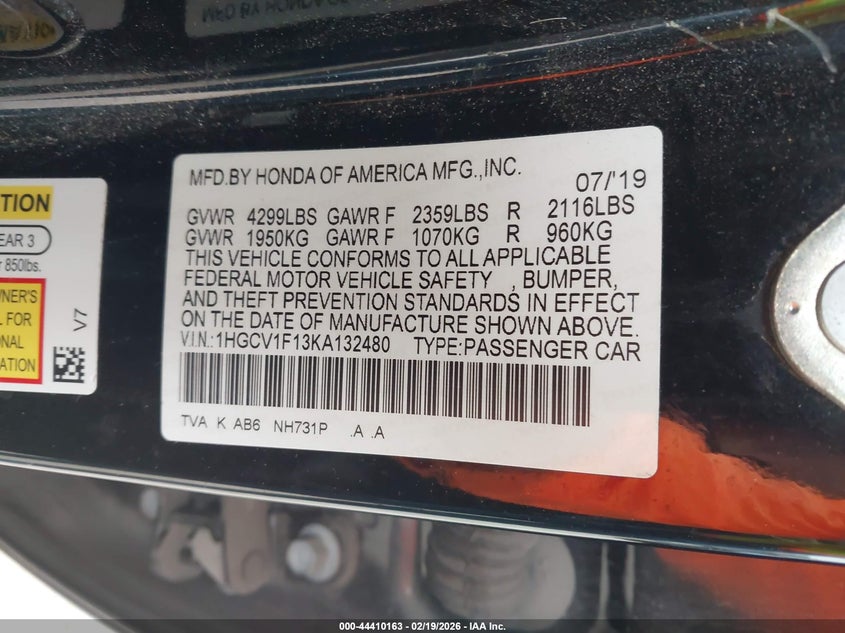 MFD.BY HONDA OF AMERICA MFG.,INC. 07/'19
GVWR 4299LBS GAWR F 2359LBS R 2116LBS
GVWR 1950KG GAWR F 1070KG R 960KG
THIS VEHICLE CONFORMS TO ALL APPLICABLE
FEDERAL MOTOR VEHICLE SAFETY , BUMPER,
AND THEFT PREVENTION STANDARDS IN EFFECT
ON THE DATE OF MANUFACTURE SHOWN ABOVE.
V.I.N.:1HGCV1F13KA132480 TYPE:PASSENGER CAR
TVA K AB6 NH731P .A .A
EAR 3
850lbs.
FOR
V7
000-44410163 - 02/19/2026 - IAA Inc.